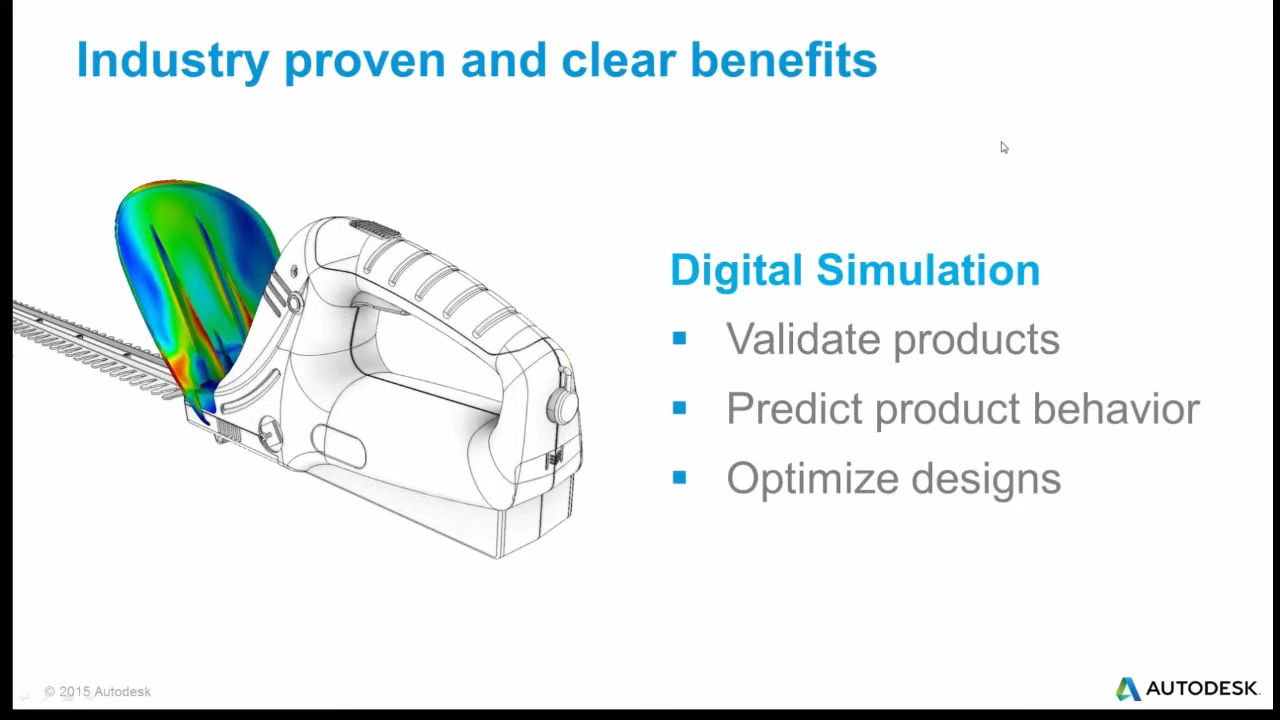 Industry proven and clear benefits
Digital Simulation
Validate products
Predict product behavior
Optimize designs
© 2015 Autodesk
AUTODESK.